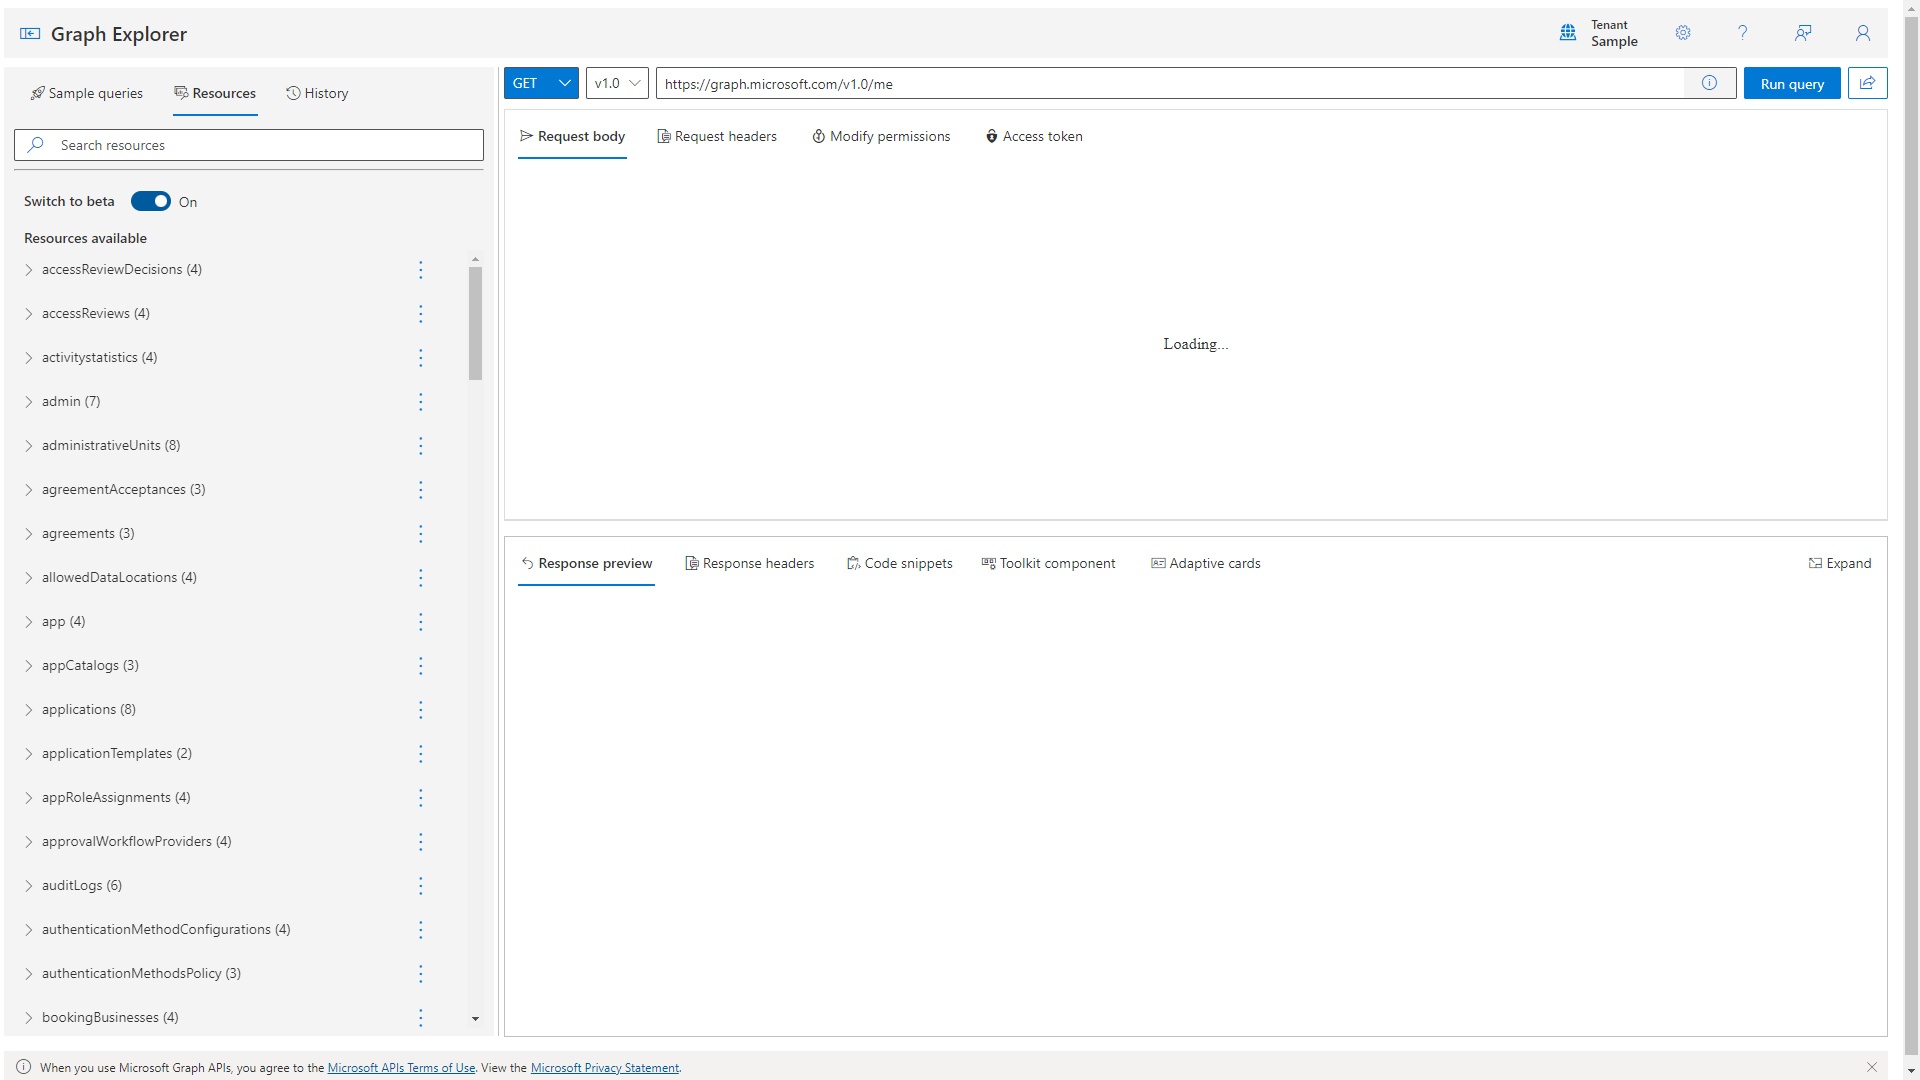 Graph Explorer
Tenant
Sample
Sample queries
Resources
History
Search resources
Switch to beta
On
Resources available
accessReviewDecisions (4)
accessReviews (4)
activitystatistics (4)
admin (7)
administrativeUnits (8)
agreementAcceptances (3)
agreements (3)
allowedDataLocations (4)
app (4)
appCatalogs (3)
applications (8)
applicationTemplates (2)
appRoleAssignments (4)
approvalWorkflowProviders (4)
auditLogs (6)
authenticationMethodConfigurations (4)
authenticationMethodsPolicy (3)
bookingBusinesses (4)
GET
v1.0
https://graph.microsoft.com/v1.0/me
Run query
Request body
Request headers
Modify permissions
Access token
Loading...
Response preview
Response headers
Code snippets
Toolkit component
Adaptive cards
Expand
When you use Microsoft Graph APIs, you agree to the Microsoft APIs Terms of Use. View the Microsoft Privacy Statement.